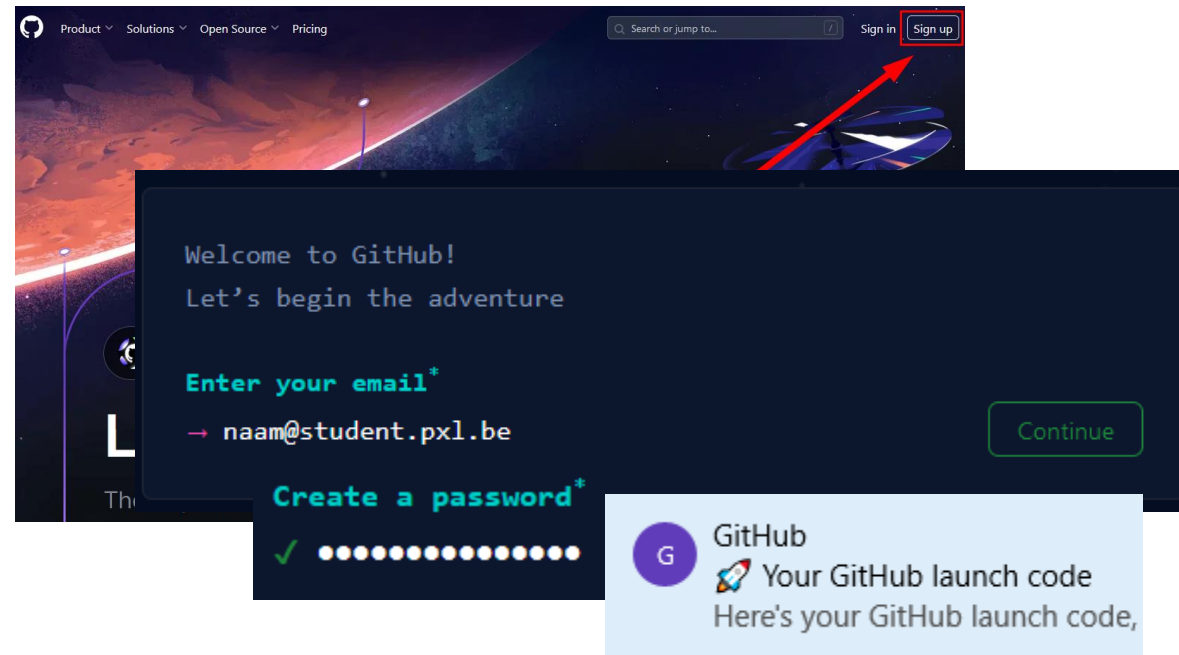 Product Solutions Open Source Pricing Search or jump to... / Sign in Sign up
Welcome to GitHub!
Let’s begin the adventure
Enter your email*
→ naam@student.pxl.be
Continue
L
The
Create a password*
✓ ●●●●●●●●●●●●●●●
G
GitHub
🚀 Your GitHub launch code
Here's your GitHub launch code,